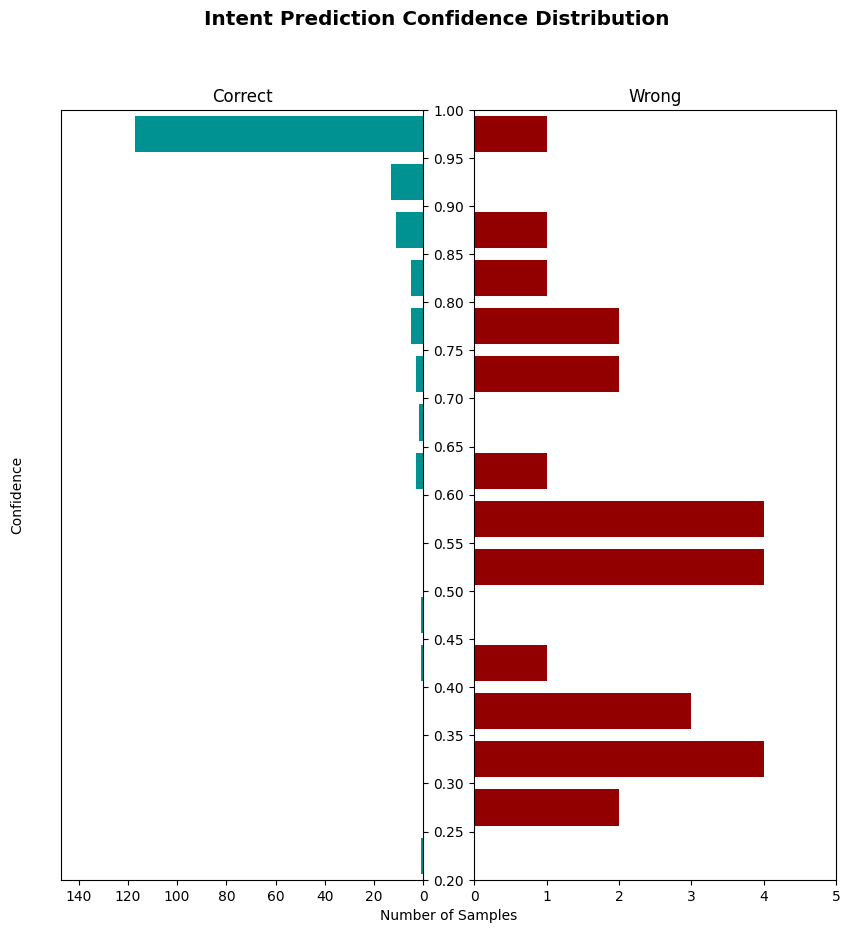 Intent Prediction Confidence Distribution
Correct
Wrong
1.00
0.95
0.90
0.85
0.80
0.75
0.70
0.65
0.60
0.55
0.50
0.45
0.40
0.35
0.30
0.25
0.20
Confidence
140 120 100 80 60 40 20 0
0 1 2 3 4 5
Number of Samples